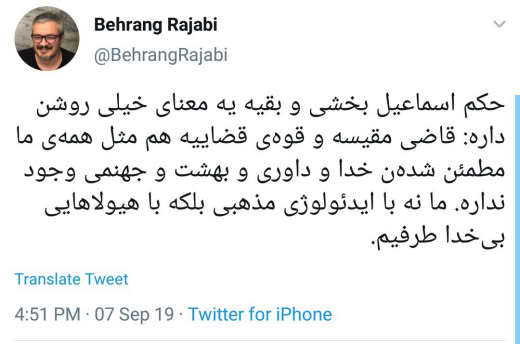 Behrang Rajabi
@BehrangRajabi
حکم اسماعیل بخشی و بقیه یه معنای خیلی روشن
داره: قاضی مقیسه و قوه‌ی قضاییه هم مثل همه‌ی ما
مطمئن شده‌ن خدا و داوری و بهشت و جهنمی وجود
نداره. ما نه با ایدئولوژی مذهبی بلکه با هیولاهایی
بی‌خدا طرفیم.
Translate Tweet
4:51 PM · 07 Sep 19 · Twitter for iPhone